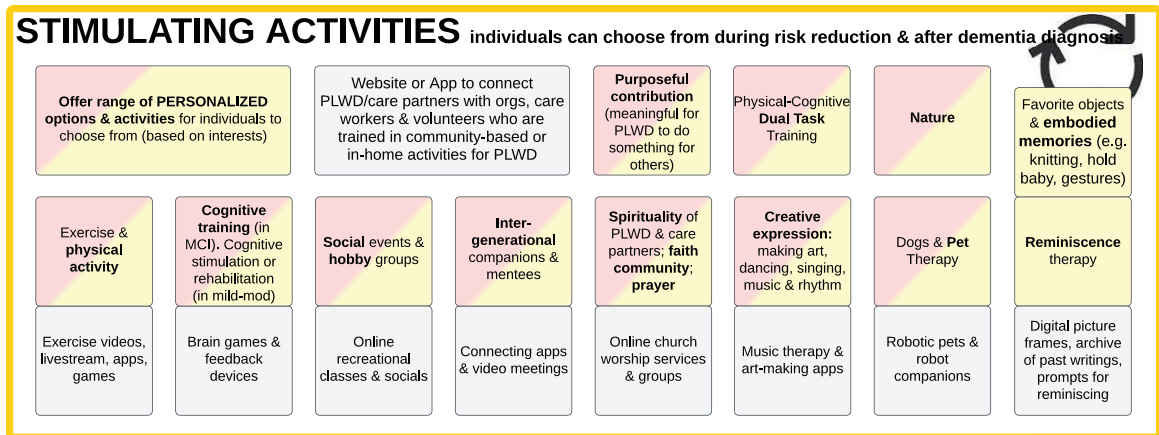 STIMULATING ACTIVITIES individuals can choose from during risk reduction & after dementia diagnosis
Offer range of PERSONALIZED
options & activities for individuals to
choose from (based on interests)
Website or App to connect
PLWD/care partners with orgs, care
workers & volunteers who are
trained in community-based or
in-home activities for PLWD
Purposeful
contribution
(meaningful for
PLWD to do
something for
others)
Physical-Cognitive
Dual Task
Training
Nature
Favorite objects
& embodied
memories (e.g.
knitting, hold
baby, gestures)
Exercise &
physical
activity
Cognitive
training (in
MCI). Cognitive
stimulation or
rehabilitation
(in mild-mod)
Social events &
hobby groups
Inter-
generational
companions &
mentees
Spirituality of
PLWD & care
partners; faith
community;
prayer
Creative
expression:
making art,
dancing, singing,
music & rhythm
Dogs & Pet
Therapy
Reminiscence
therapy
Exercise videos,
livestream, apps,
games
Brain games &
feedback
devices
Online
recreational
classes & socials
Connecting apps
& video meetings
Online church
worship services
& groups
Music therapy &
art-making apps
Robotic pets &
robot
companions
Digital picture
frames, archive
of past writings,
prompts for
reminiscing